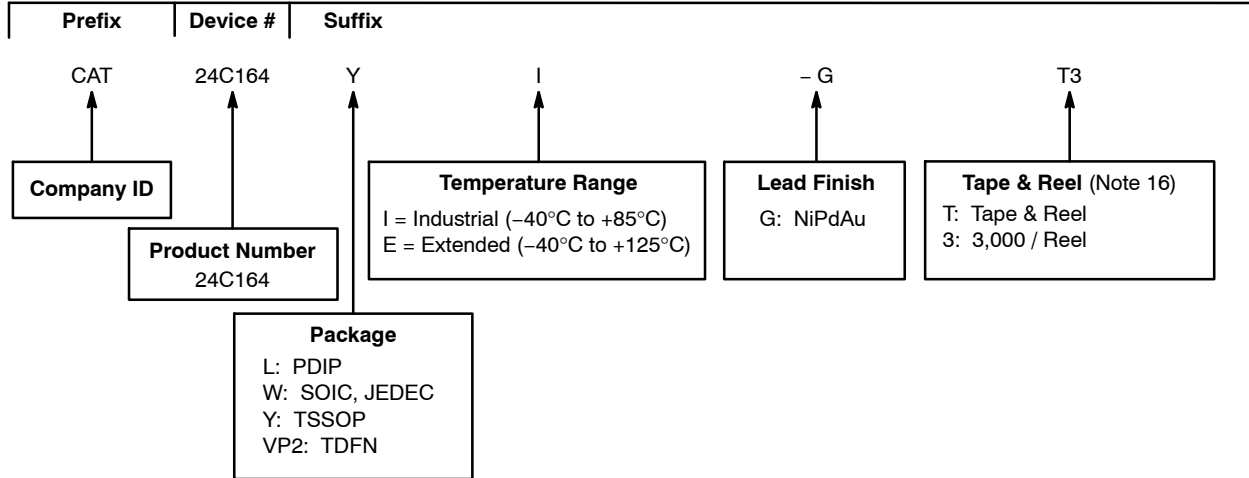 Prefix Device # Suffix
CAT 24C164 Y I – G T3
Company ID
Product Number
24C164
Package
L: PDIP
W: SOIC, JEDEC
Y: TSSOP
VP2: TDFN
Temperature Range
I = Industrial (−40°C to +85°C)
E = Extended (−40°C to +125°C)
Lead Finish
G: NiPdAu
Tape & Reel (Note 16)
T: Tape & Reel
3: 3,000 / Reel